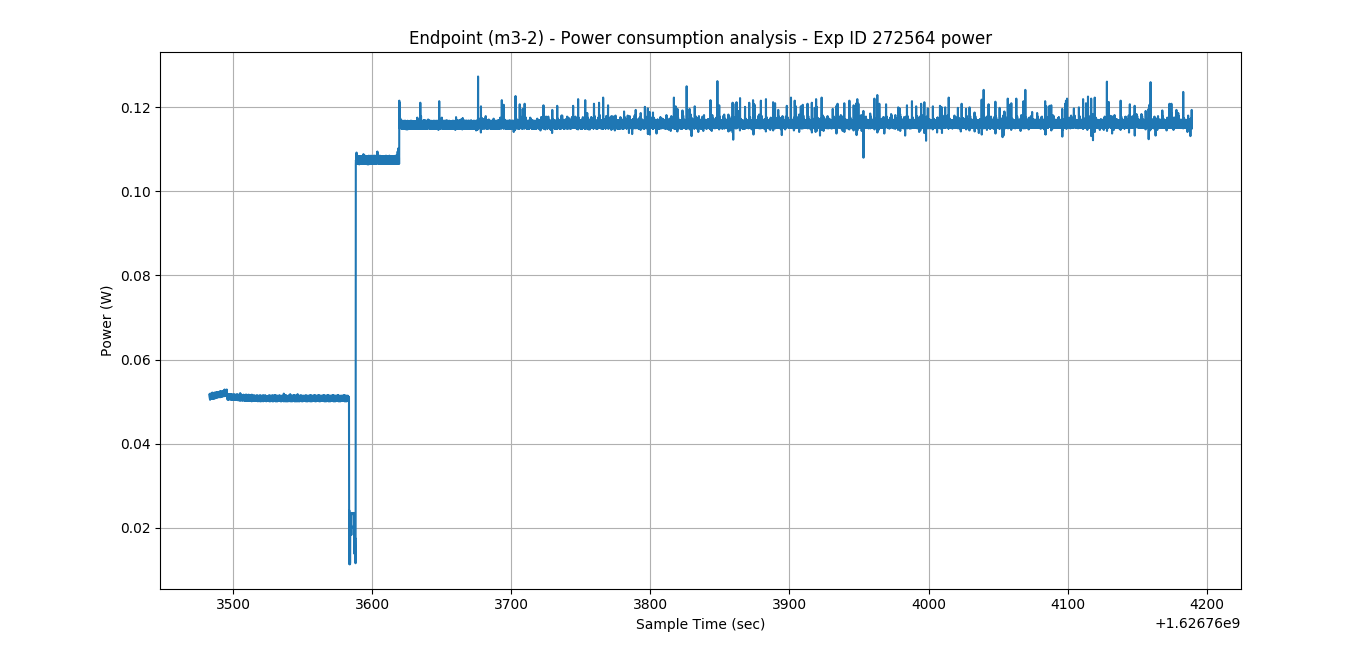 Endpoint (m3-2) - Power consumption analysis - Exp ID 272564 power
0.12
0.10
0.08
0.06
0.04
0.02
Power (W)
3500 3600 3700 3800 3900 4000 4100 4200
Sample Time (sec)
+1.62676e9